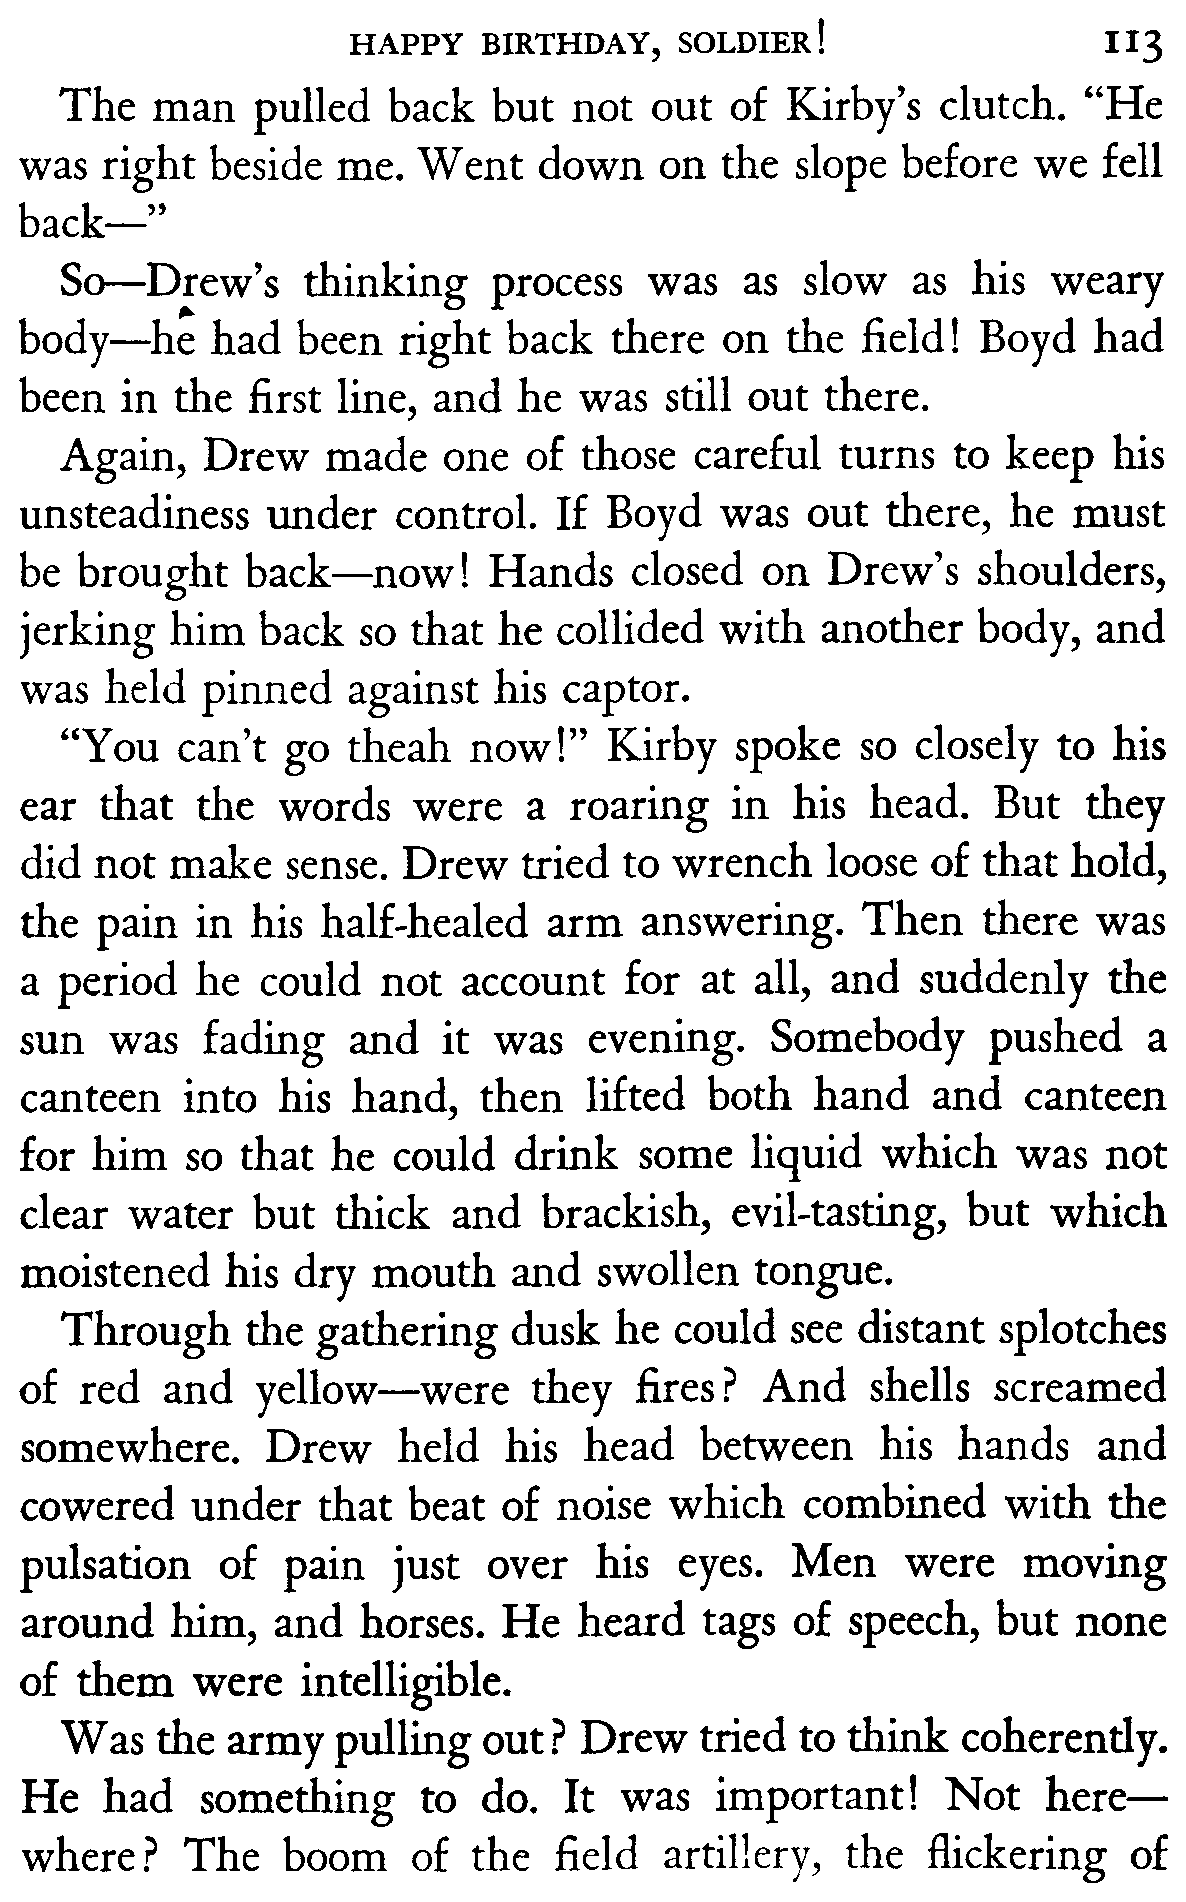 HAPPY BIRTHDAY, SOLDIER! 113
The man pulled back but not out of Kirby's clutch. “He
was right beside me. Went down on the slope before we fell
back—”
So—Drew's thinking process was as slow as his weary
body—he had been right back there on the field! Boyd had
been in the first line, and he was still out there.
Again, Drew made one of those careful turns to keep his
unsteadiness under control. If Boyd was out there, he must
be brought back—now! Hands closed on Drew's shoulders,
jerking him back so that he collided with another body, and
was held pinned against his captor.
“You can't go theah now!” Kirby spoke so closely to his
ear that the words were a roaring in his head. But they
did not make sense. Drew tried to wrench loose of that hold,
the pain in his half-healed arm answering. Then there was
a period he could not account for at all, and suddenly the
sun was fading and it was evening. Somebody pushed a
canteen into his hand, then lifted both hand and canteen
for him so that he could drink some liquid which was not
clear water but thick and brackish, evil-tasting, but which
moistened his dry mouth and swollen tongue.
Through the gathering dusk he could see distant splotches
of red and yellow—were they fires? And shells screamed
somewhere. Drew held his head between his hands and
cowered under that beat of noise which combined with the
pulsation of pain just over his eyes. Men were moving
around him, and horses. He heard tags of speech, but none
of them were intelligible.
Was the army pulling out? Drew tried to think coherently.
He had something to do. It was important! Not here—
where? The boom of the field artillery, the flickering of